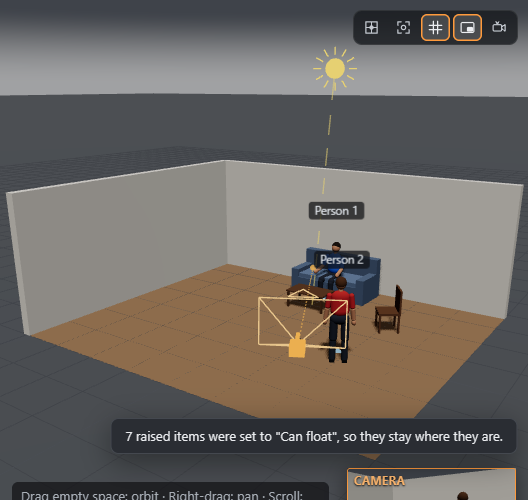 Person 1
Person 2
7 raised items were set to "Can float", so they stay where they are.
Drag empty space: orbit · Right-drag: pan · Scroll:
CAMERA